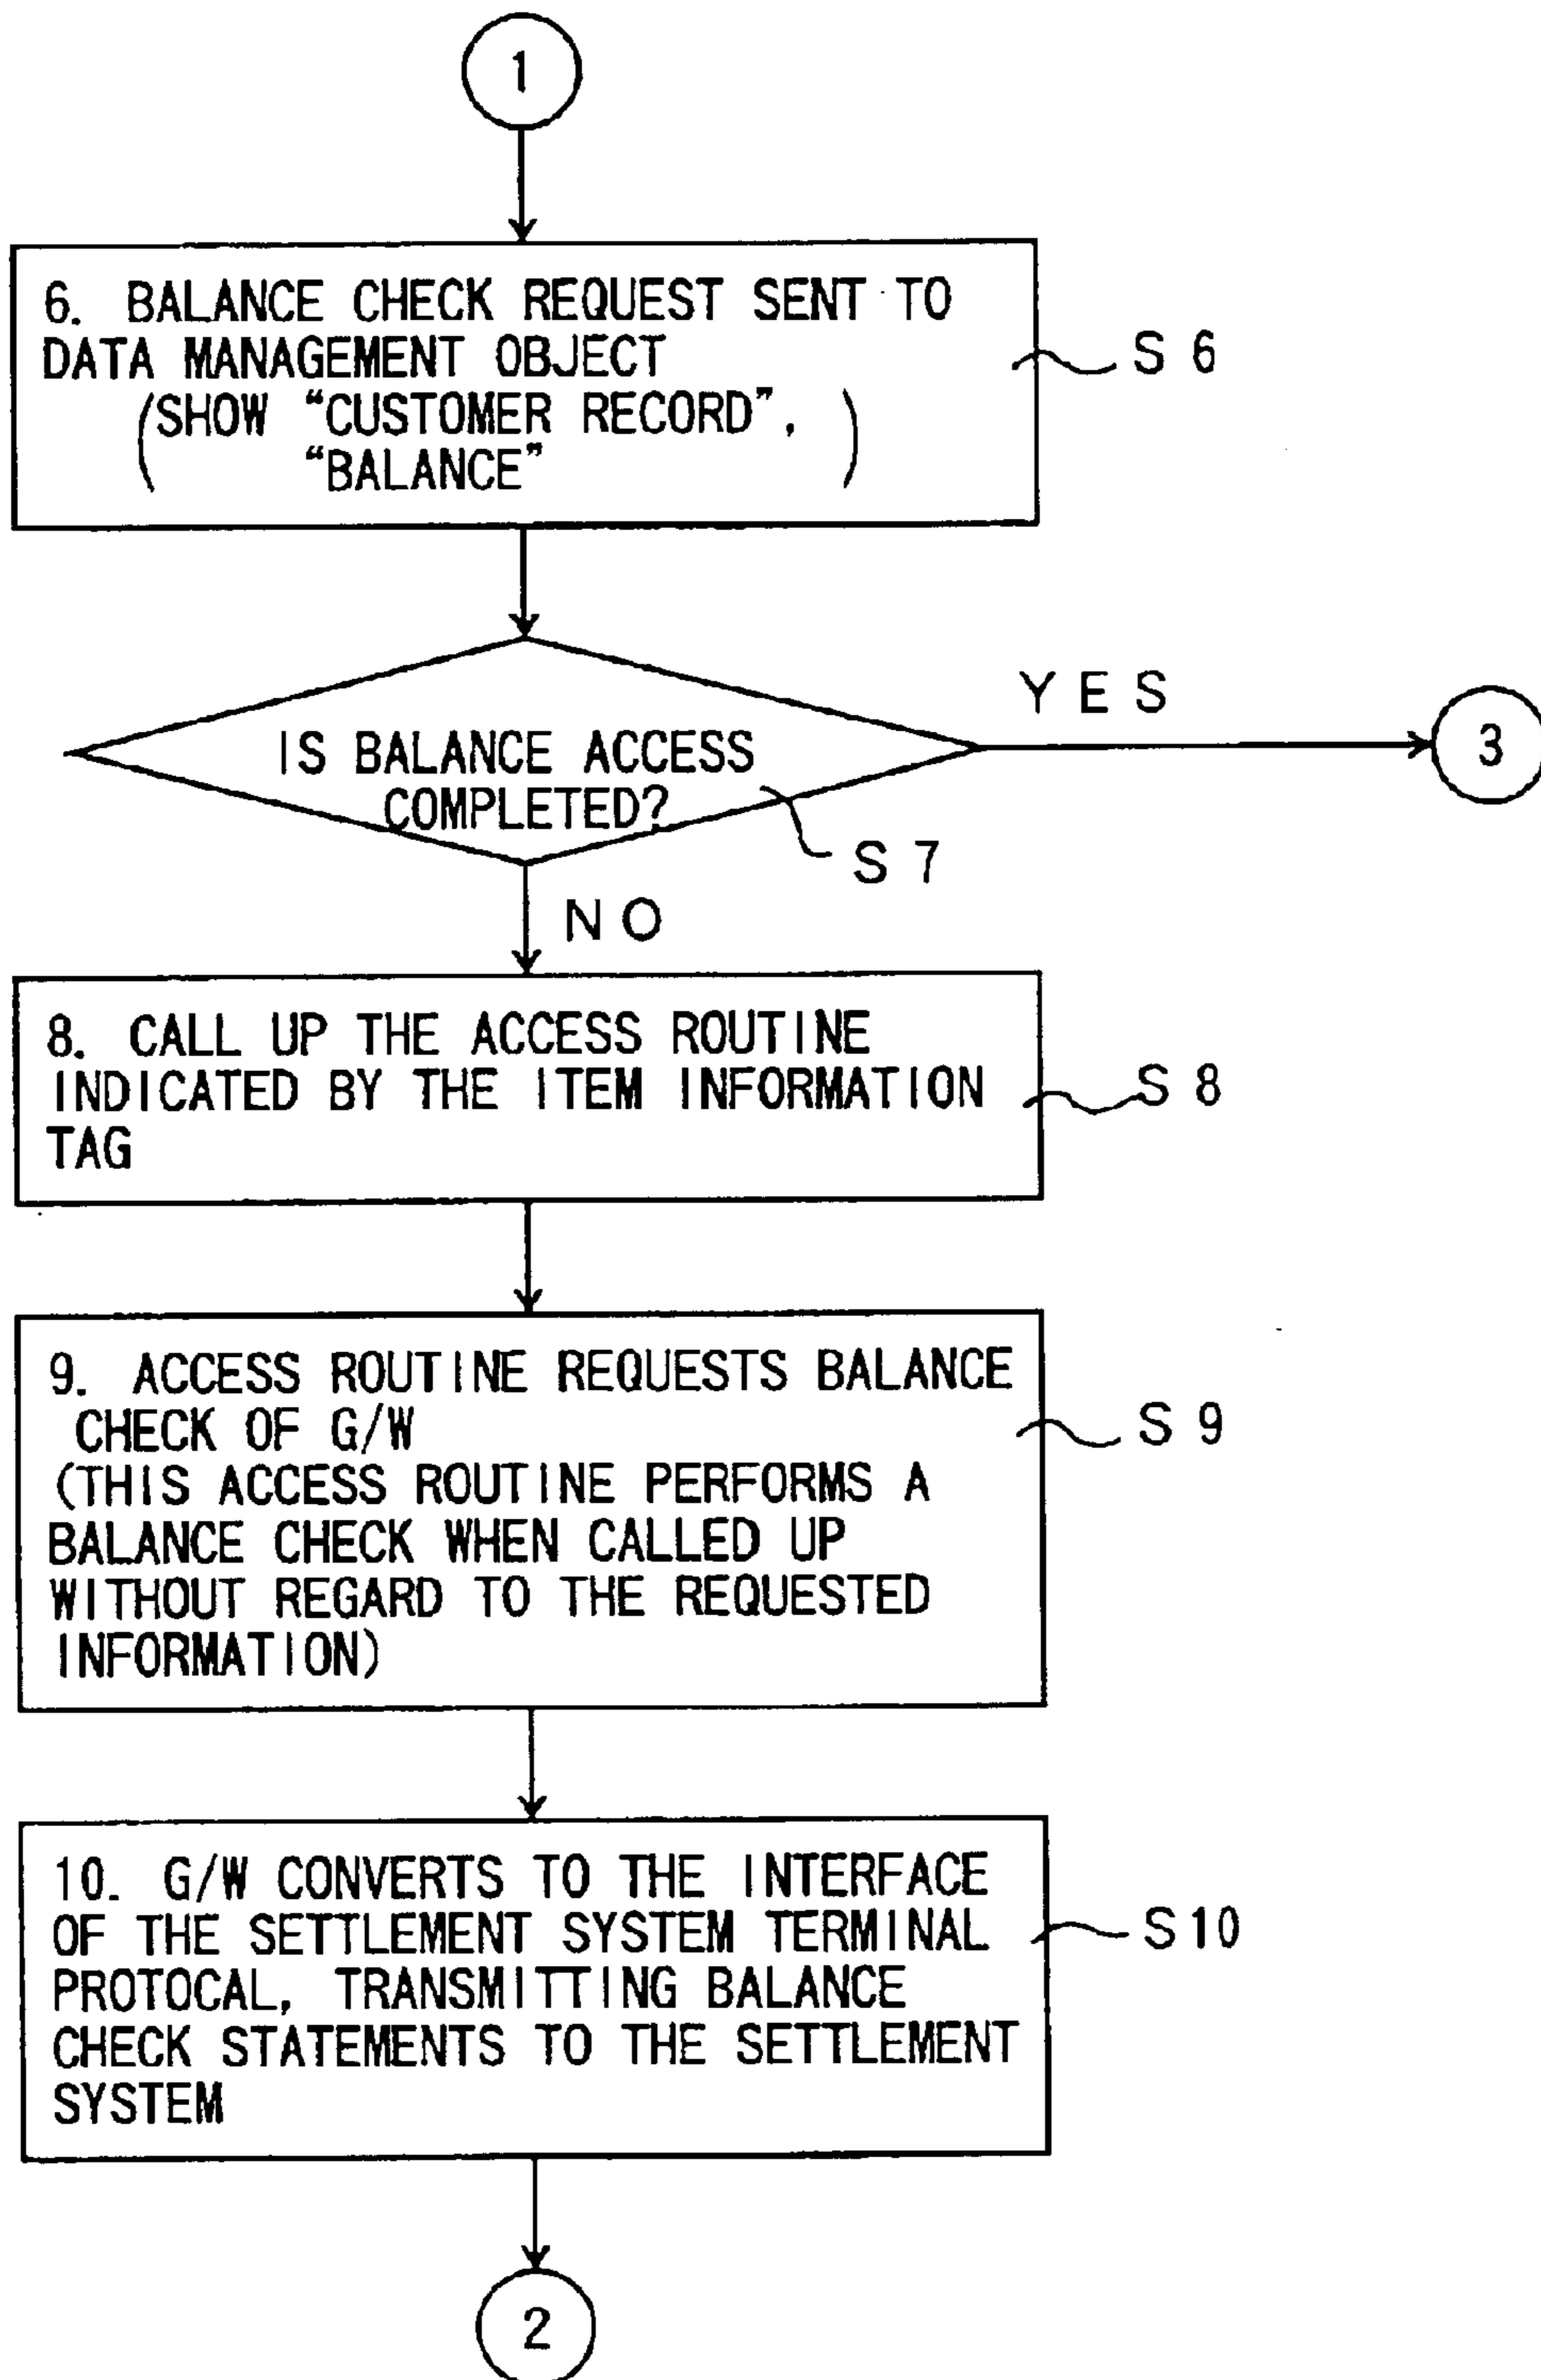 1
6. BALANCE CHECK REQUEST SENT TO
DATA MANAGEMENT OBJECT
(SHOW “CUSTOMER RECORD”,
“BALANCE”)
S 6
IS BALANCE ACCESS
COMPLETED?
S 7
YES
3
NO
8. CALL UP THE ACCESS ROUTINE
INDICATED BY THE ITEM INFORMATION
TAG
S 8
9. ACCESS ROUTINE REQUESTS BALANCE
CHECK OF G/W
(THIS ACCESS ROUTINE PERFORMS A
BALANCE CHECK WHEN CALLED UP
WITHOUT REGARD TO THE REQUESTED
INFORMATION)
S 9
10. G/W CONVERTS TO THE INTERFACE
OF THE SETTLEMENT SYSTEM TERMINAL
PROTOCAL, TRANSMITTING BALANCE
CHECK STATEMENTS TO THE SETTLEMENT
SYSTEM
S10
2